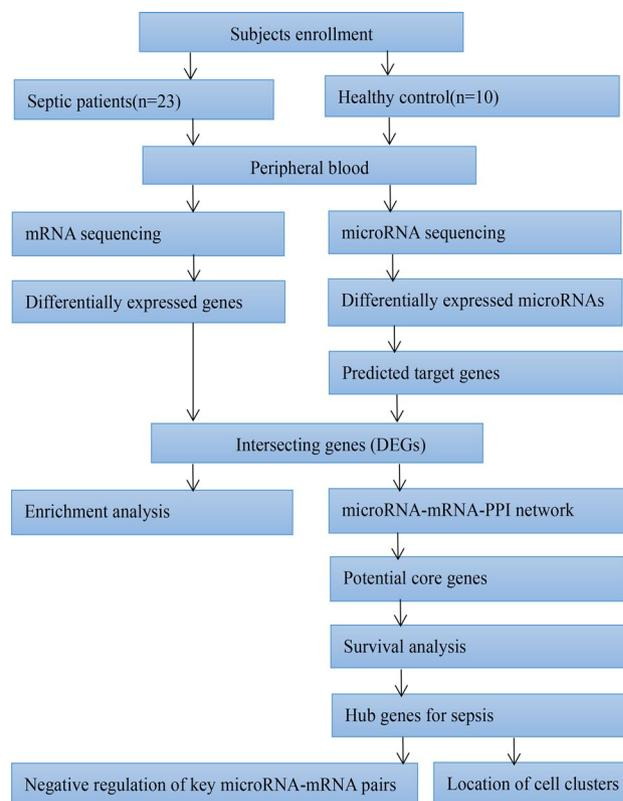 Subjects enrollment
Septic patients(n=23)
Healthy control(n=10)
Peripheral blood
mRNA sequencing
microRNA sequencing
Differentially expressed genes
Differentially expressed microRNAs
Predicted target genes
Intersecting genes (DEGs)
Enrichment analysis
microRNA-mRNA-PPI network
Potential core genes
Survival analysis
Hub genes for sepsis
Negative regulation of key microRNA-mRNA pairs
Location of cell clusters